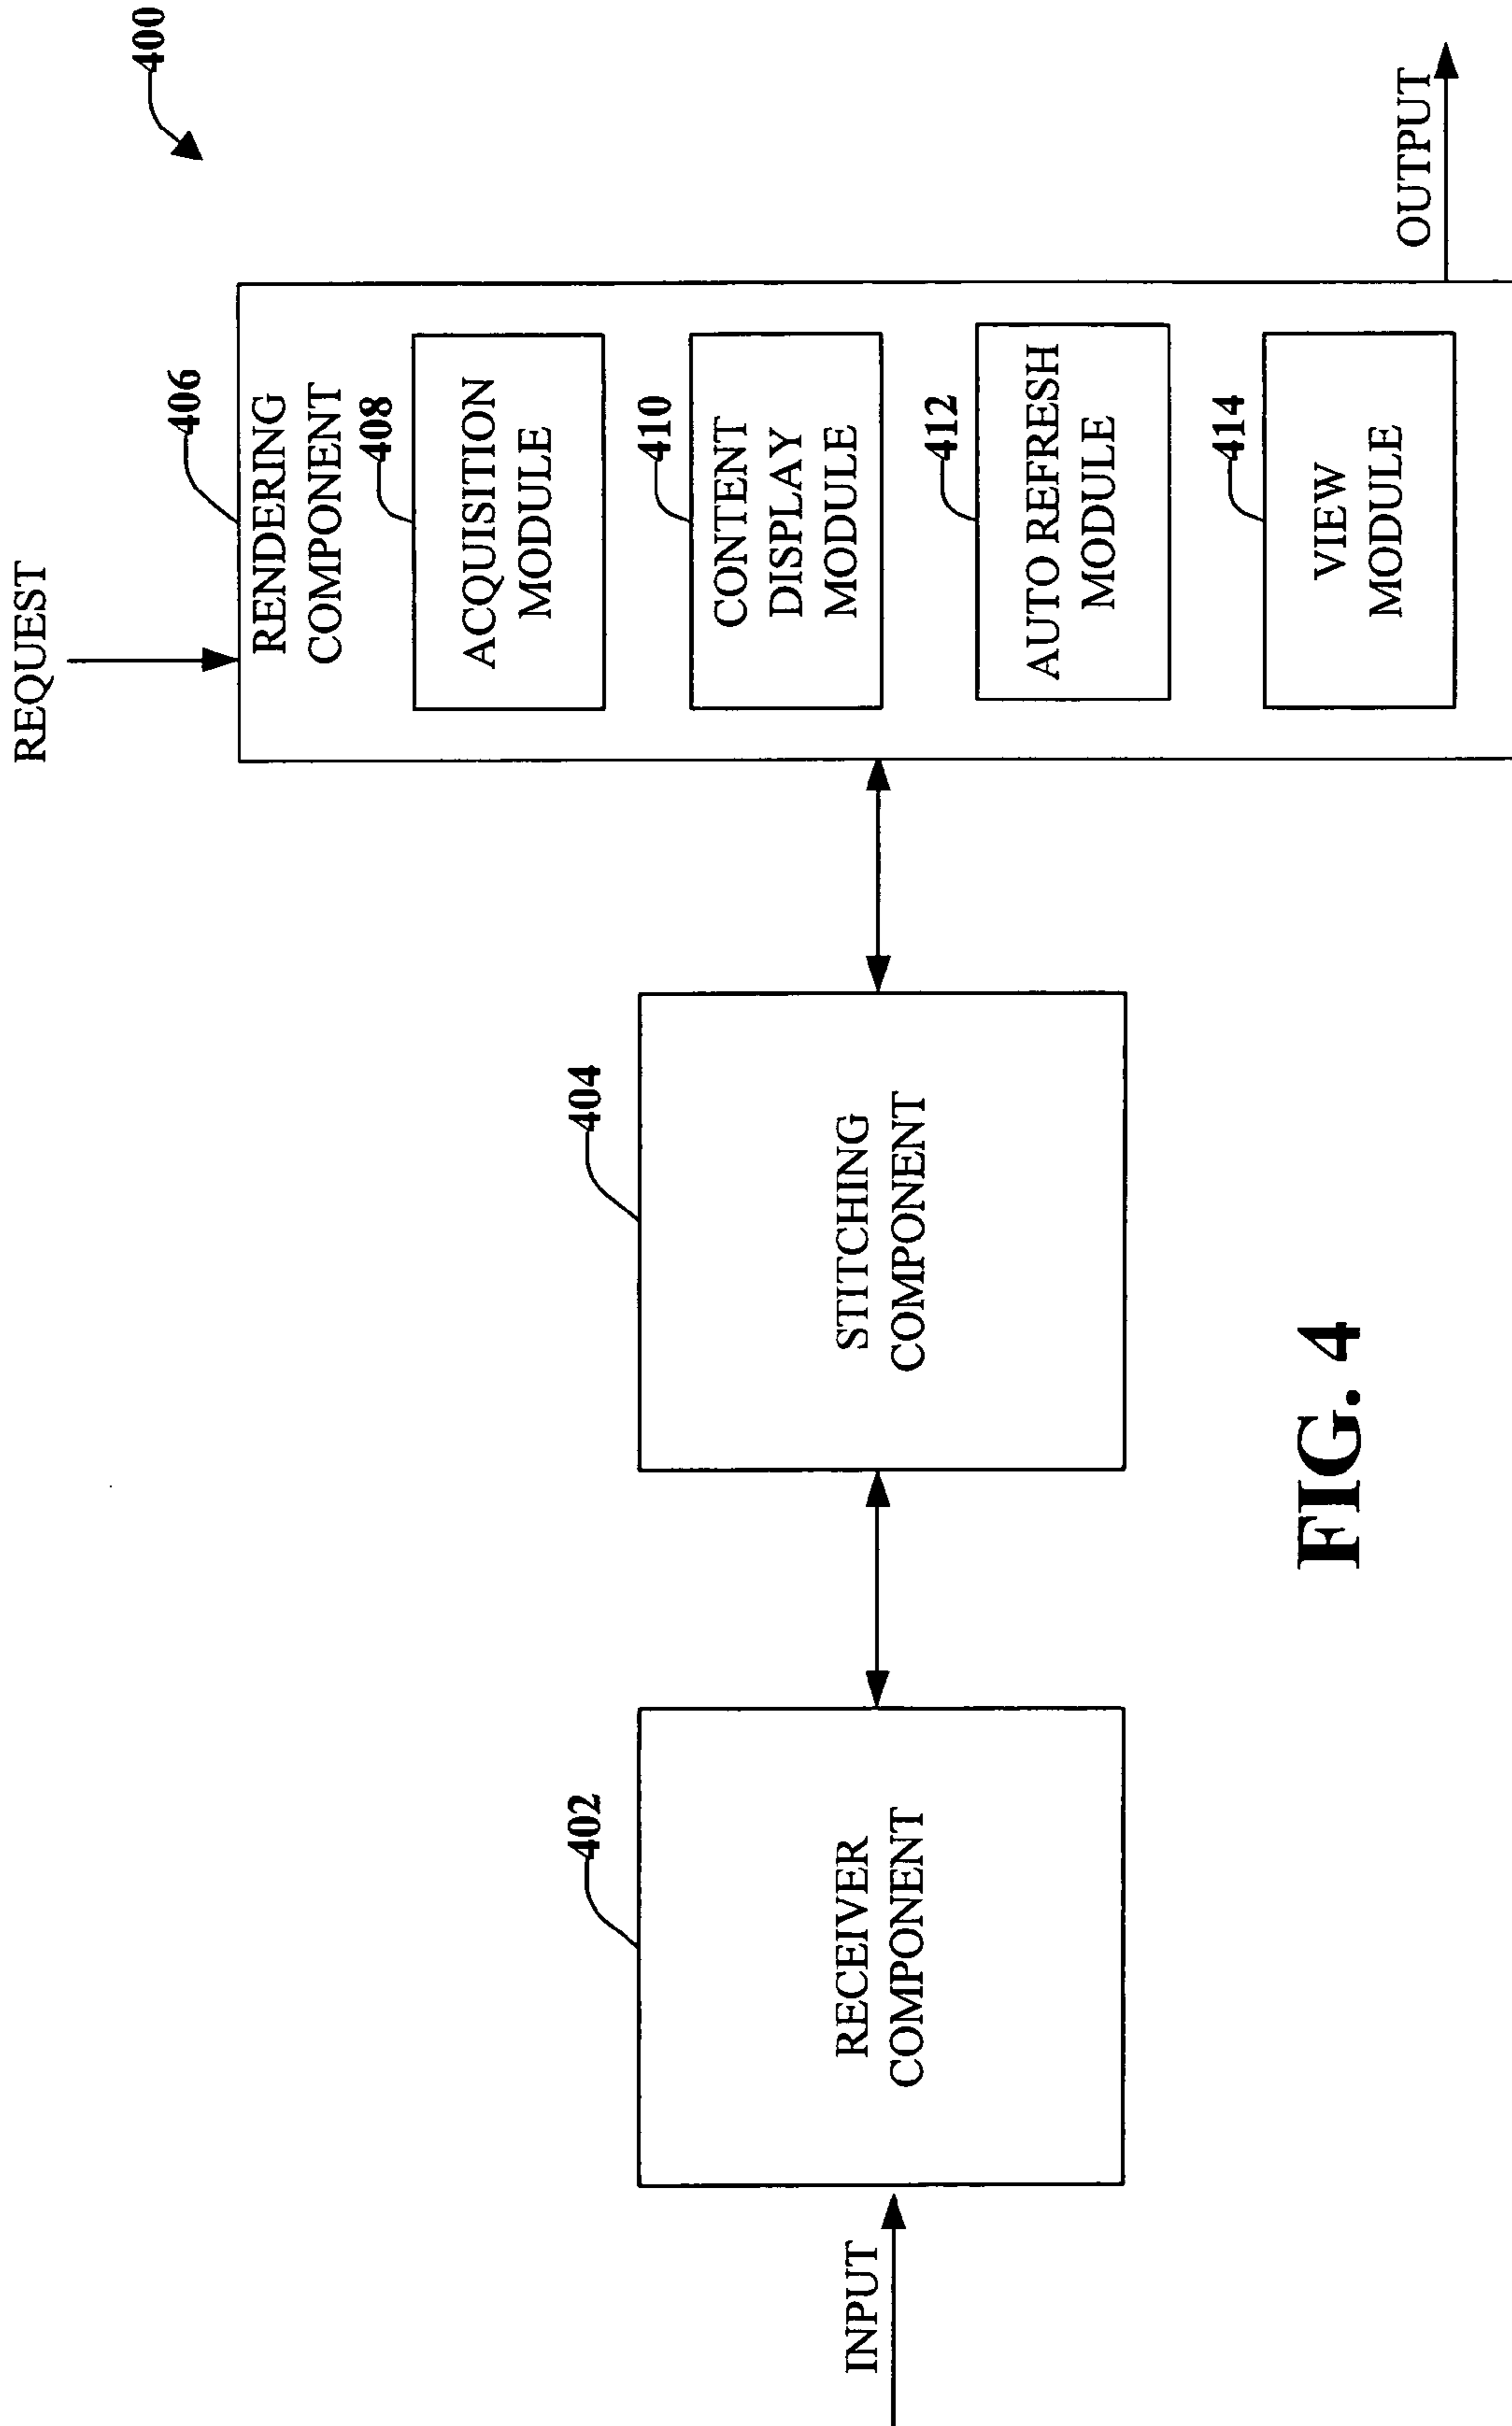 400
REQUEST
406
RENDERING
COMPONENT
408
ACQUISITION
MODULE
410
CONTENT
DISPLAY
MODULE
412
AUTO REFRESH
MODULE
414
VIEW
MODULE
OUTPUT
404
STITCHING
COMPONENT
402
RECEIVER
COMPONENT
INPUT
FIG. 4